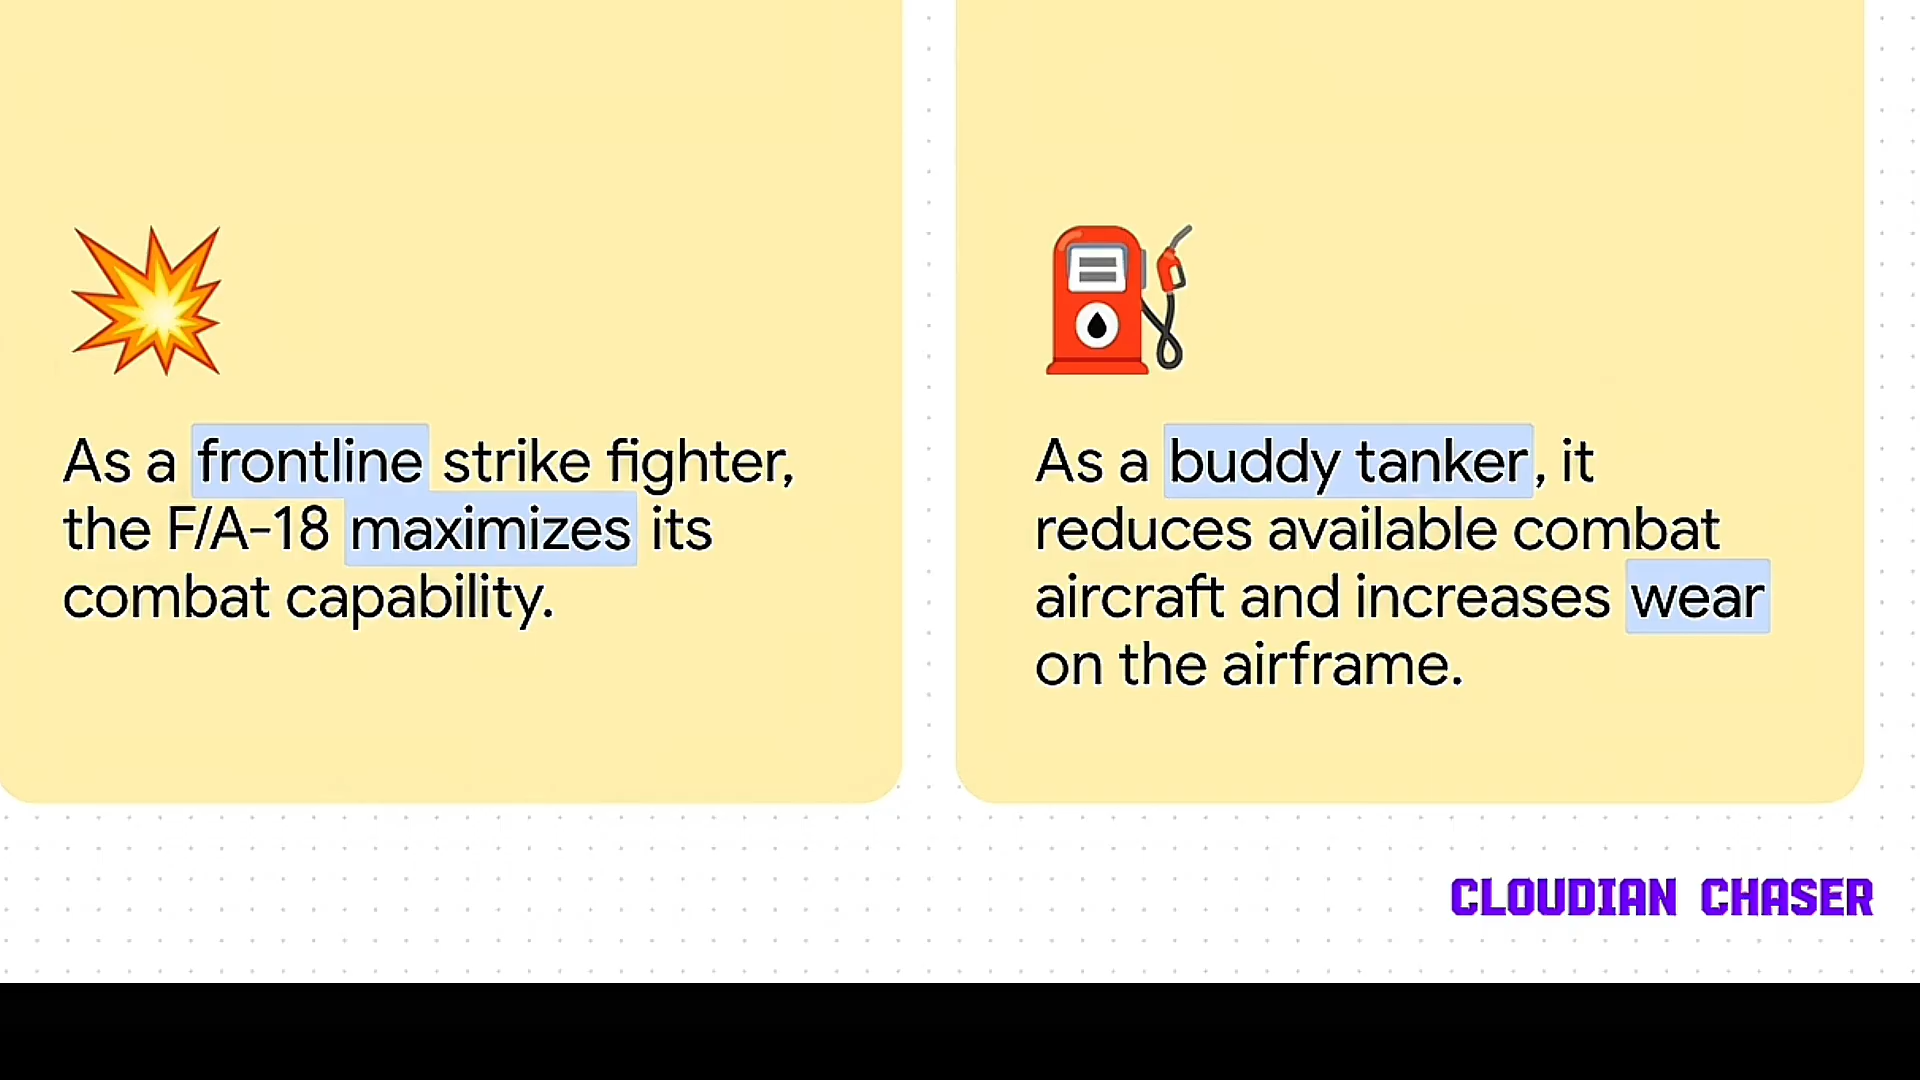 As a frontline strike fighter,
the F/A-18 maximizes its
combat capability.
As a buddy tanker, it
reduces available combat
aircraft and increases wear
on the airframe.
CLOUDIAN CHASER